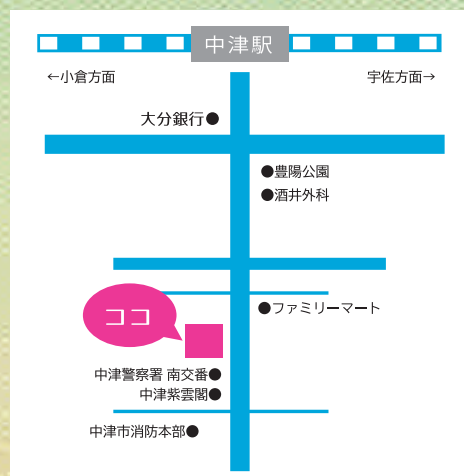 中津駅
←小倉方面
宇佐方面→
大分銀行●
●豊陽公園
●酒井外科
●ファミリーマート
ココ
中津警察署 南交番●
中津紫雲閣●
中津市消防本部●